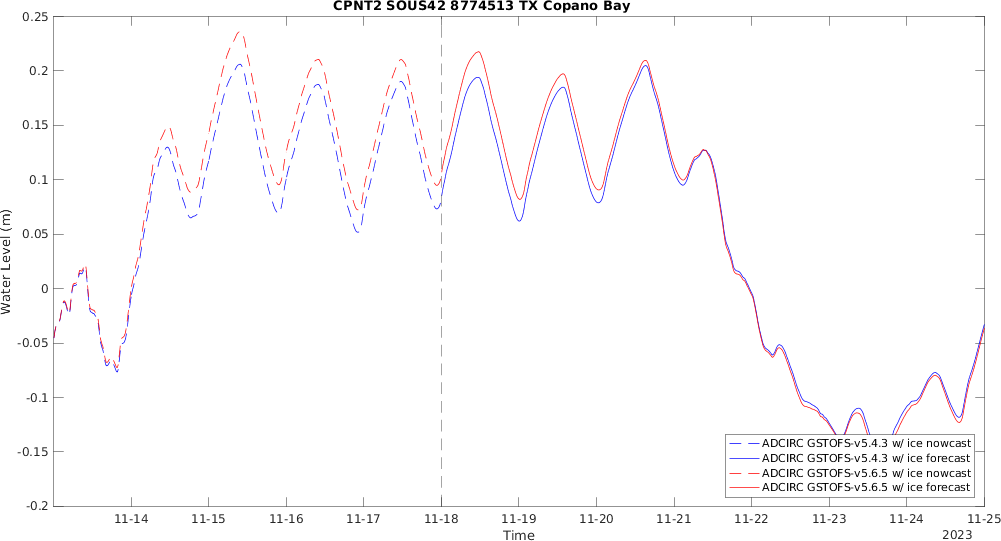 CPNT2 SOUS42 8774513 TX Copano Bay
0.25
0.2
0.15
0.1
0.05
0
-0.05
-0.1
-0.15
-0.2
Water Level (m)
ADCIRC GSTOFS-v5.4.3 w/ ice nowcast
ADCIRC GSTOFS-v5.4.3 w/ ice forecast
ADCIRC GSTOFS-v5.6.5 w/ ice nowcast
ADCIRC GSTOFS-v5.6.5 w/ ice forecast
11-14 11-15 11-16 11-17 11-18 11-19 11-20 11-21 11-22 11-23 11-24 11-25
Time
2023